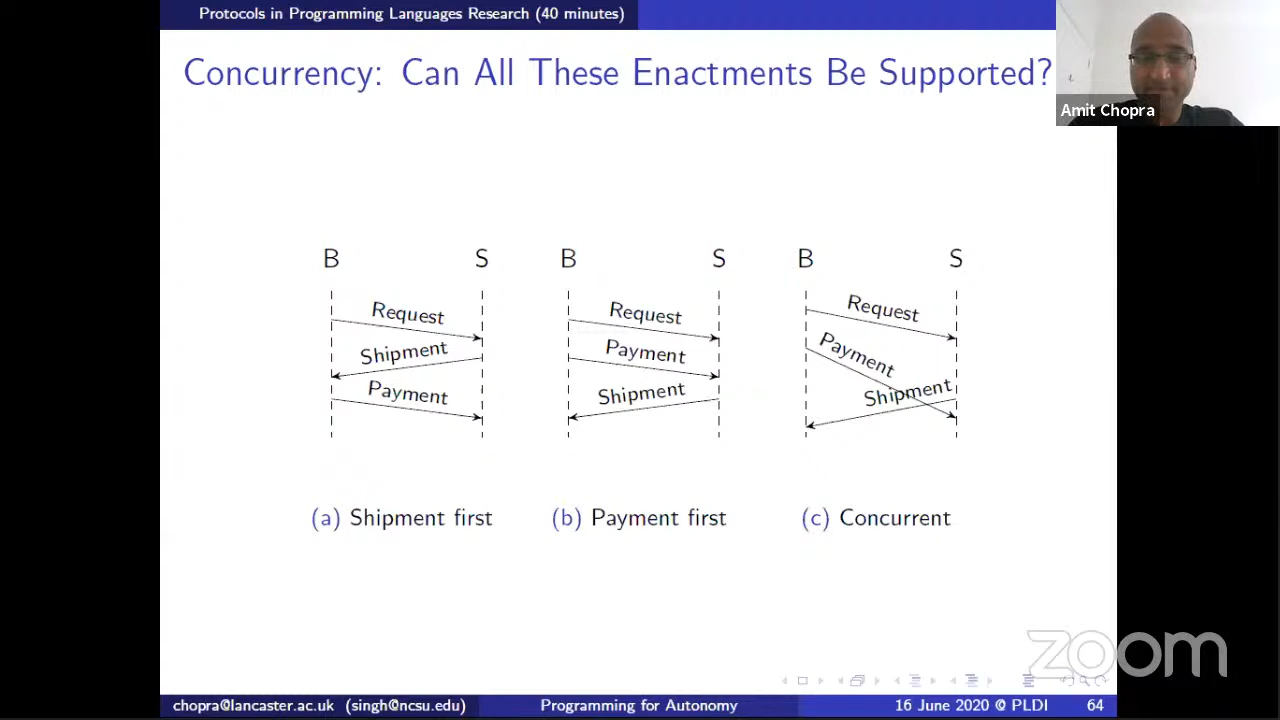 Protocols in Programming Languages Research (40 minutes)
Concurrency: Can All These Enactments Be Supported?
Amit Chopra
B S B S B S
Request Request Request
Shipment Payment Payment
Payment Shipment Shipment
(a) Shipment first (b) Payment first (c) Concurrent
zoom
chopra@lancaster.ac.uk (singh@ncsu.edu) Programming for Autonomy 16 June 2020 @ PLDI 64